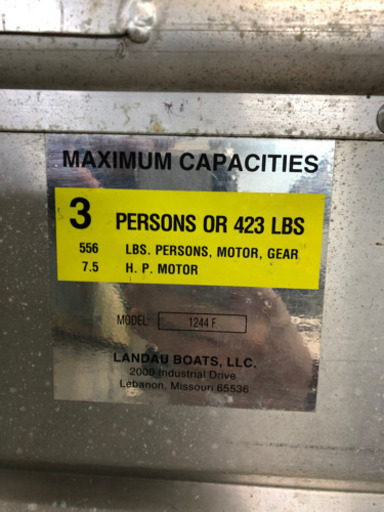 MAXIMUM CAPACITIES
3 PERSONS OR 423 LBS
556 LBS. PERSONS, MOTOR, GEAR
7.5 H. P. MOTOR
MODEL: 1244 F
LANDAU BOATS, LLC.
2000 Industrial Drive
Lebanon, Missouri 65536